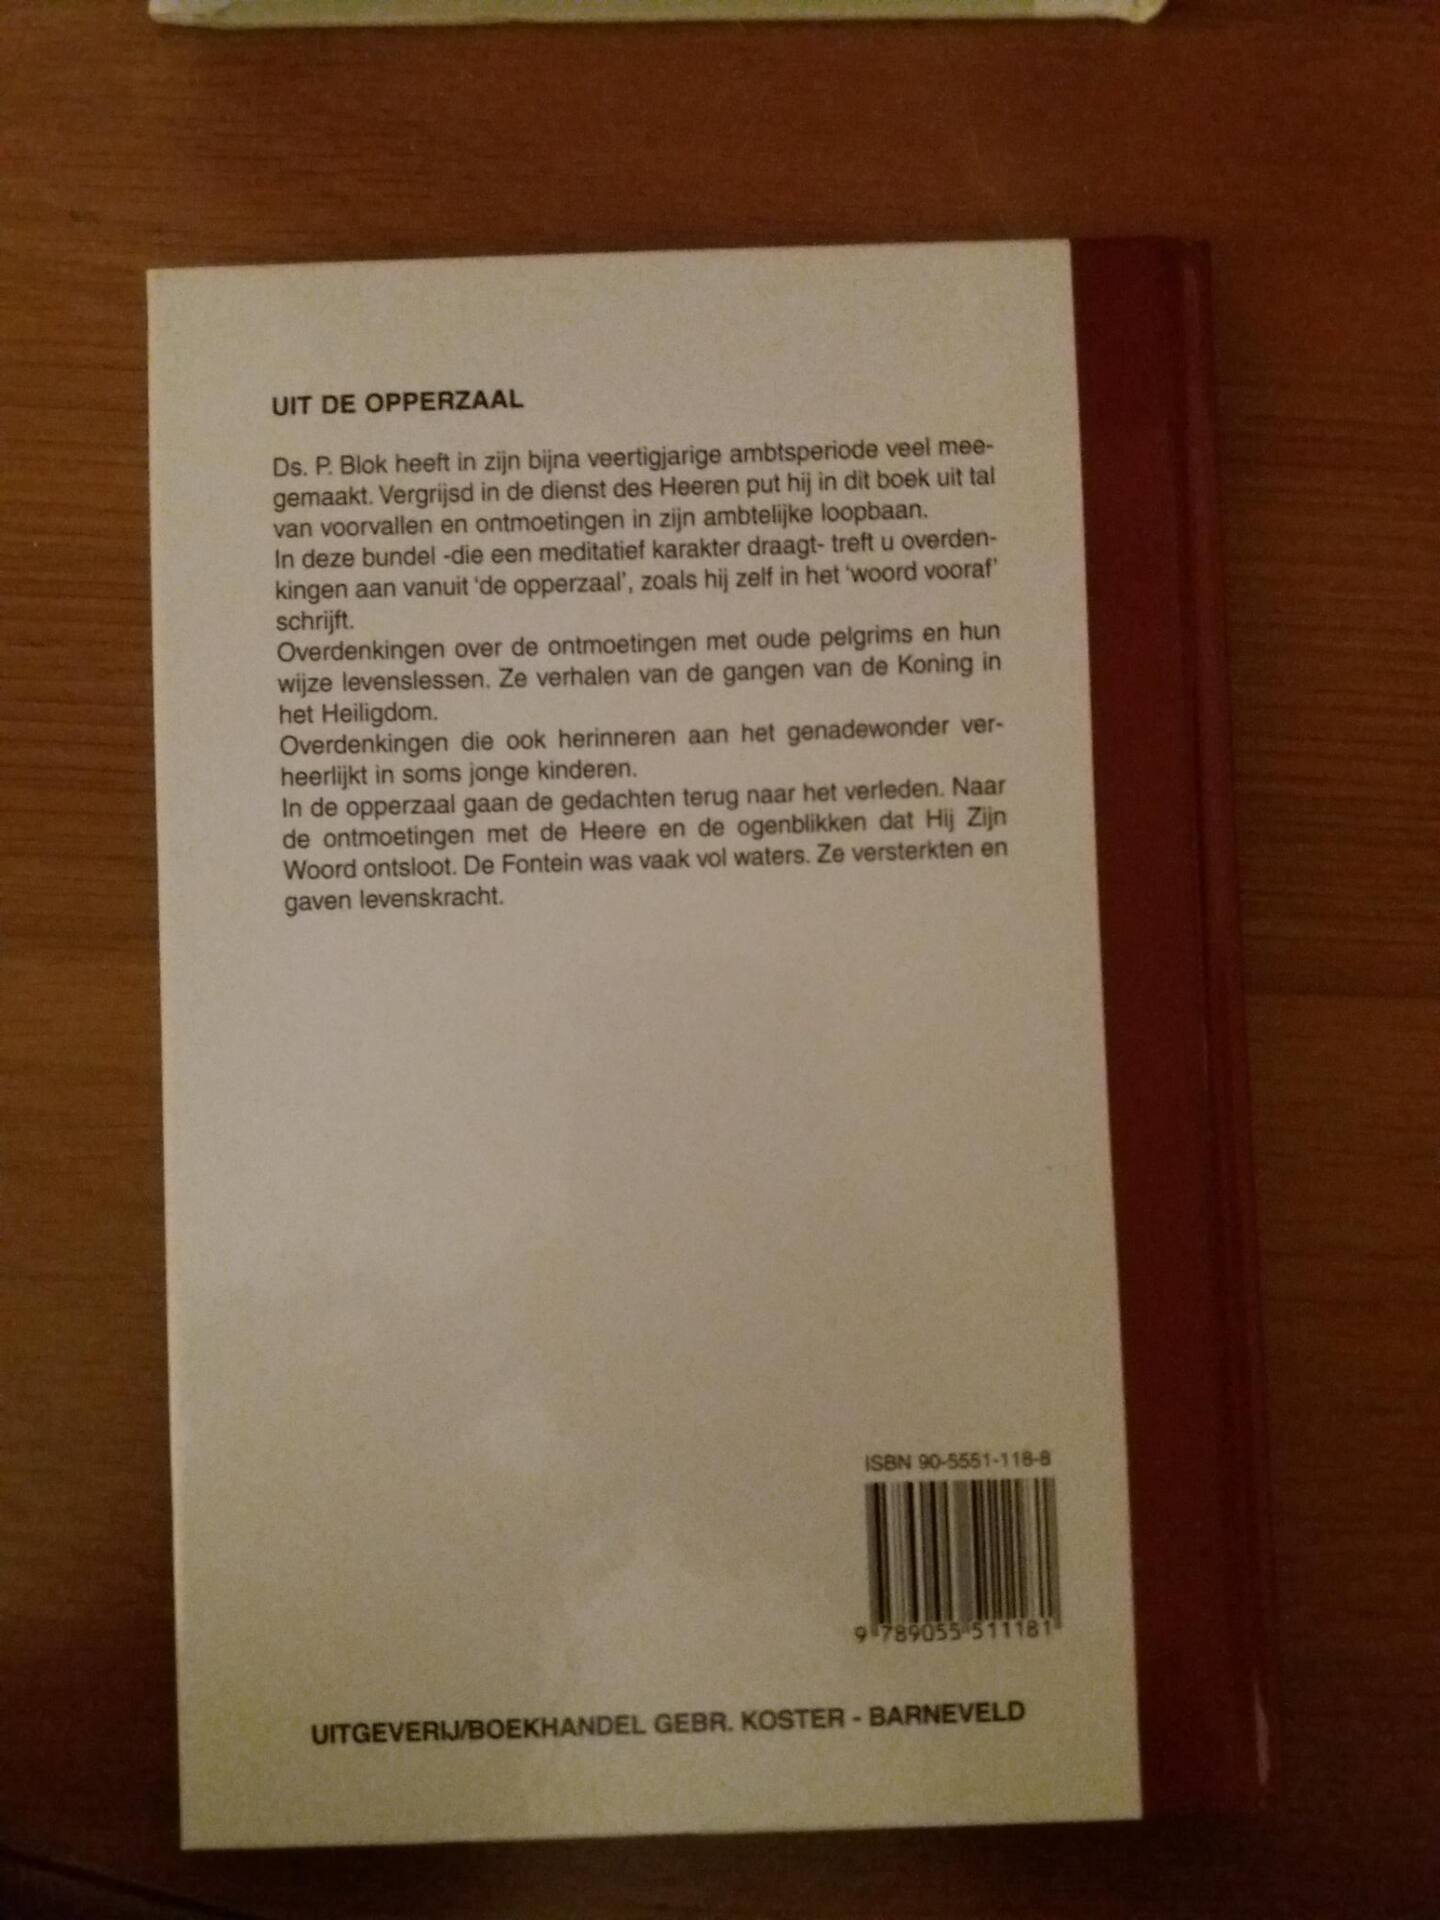 UIT DE OPPERZAAL
Ds. P. Blok heeft in zijn bijna veertigjarige ambtsperiode veel mee-
gemaakt. Vergrijsd in de dienst des Heeren put hij in dit boek uit tal
van voorvallen en ontmoetingen in zijn ambtelijke loopbaan.
In deze bundel -die een meditatief karakter draagt- treft u overden-
kingen aan vanuit 'de opperzaal', zoals hij zelf in het 'woord vooraf'
schrijft.
Overdenkingen over de ontmoetingen met oude pelgrims en hun
wijze levenslessen. Ze verhalen van de gangen van de Koning in
het Heiligdom.
Overdenkingen die ook herinneren aan het genadewonder ver-
heerlijkt in soms jonge kinderen.
In de opperzaal gaan de gedachten terug naar het verleden. Naar
de ontmoetingen met de Heere en de ogenblikken dat Hij Zijn
Woord ontsloot. De Fontein was vaak vol waters. Ze versterkten en
gaven levenskracht.
ISBN 90-5551-118-8
9 789055 511181
UITGEVERIJ/BOEKHANDEL GEBR. KOSTER - BARNEVELD